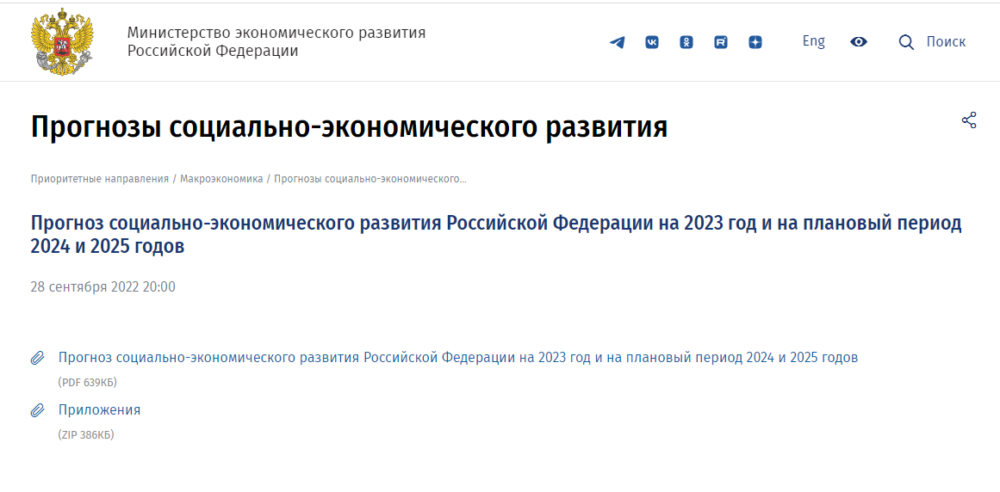 Министерство экономического развития
Российской Федерации
Eng
Поиск
Прогнозы социально-экономического развития
Приоритетные направления / Макроэкономика / Прогнозы социально-экономического...
Прогноз социально-экономического развития Российской Федерации на 2023 год и на плановый период
2024 и 2025 годов
28 сентября 2022 20:00
Прогноз социально-экономического развития Российской Федерации на 2023 год и на плановый период 2024 и 2025 годов
(PDF 639КБ)
Приложения
(ZIP 386КБ)